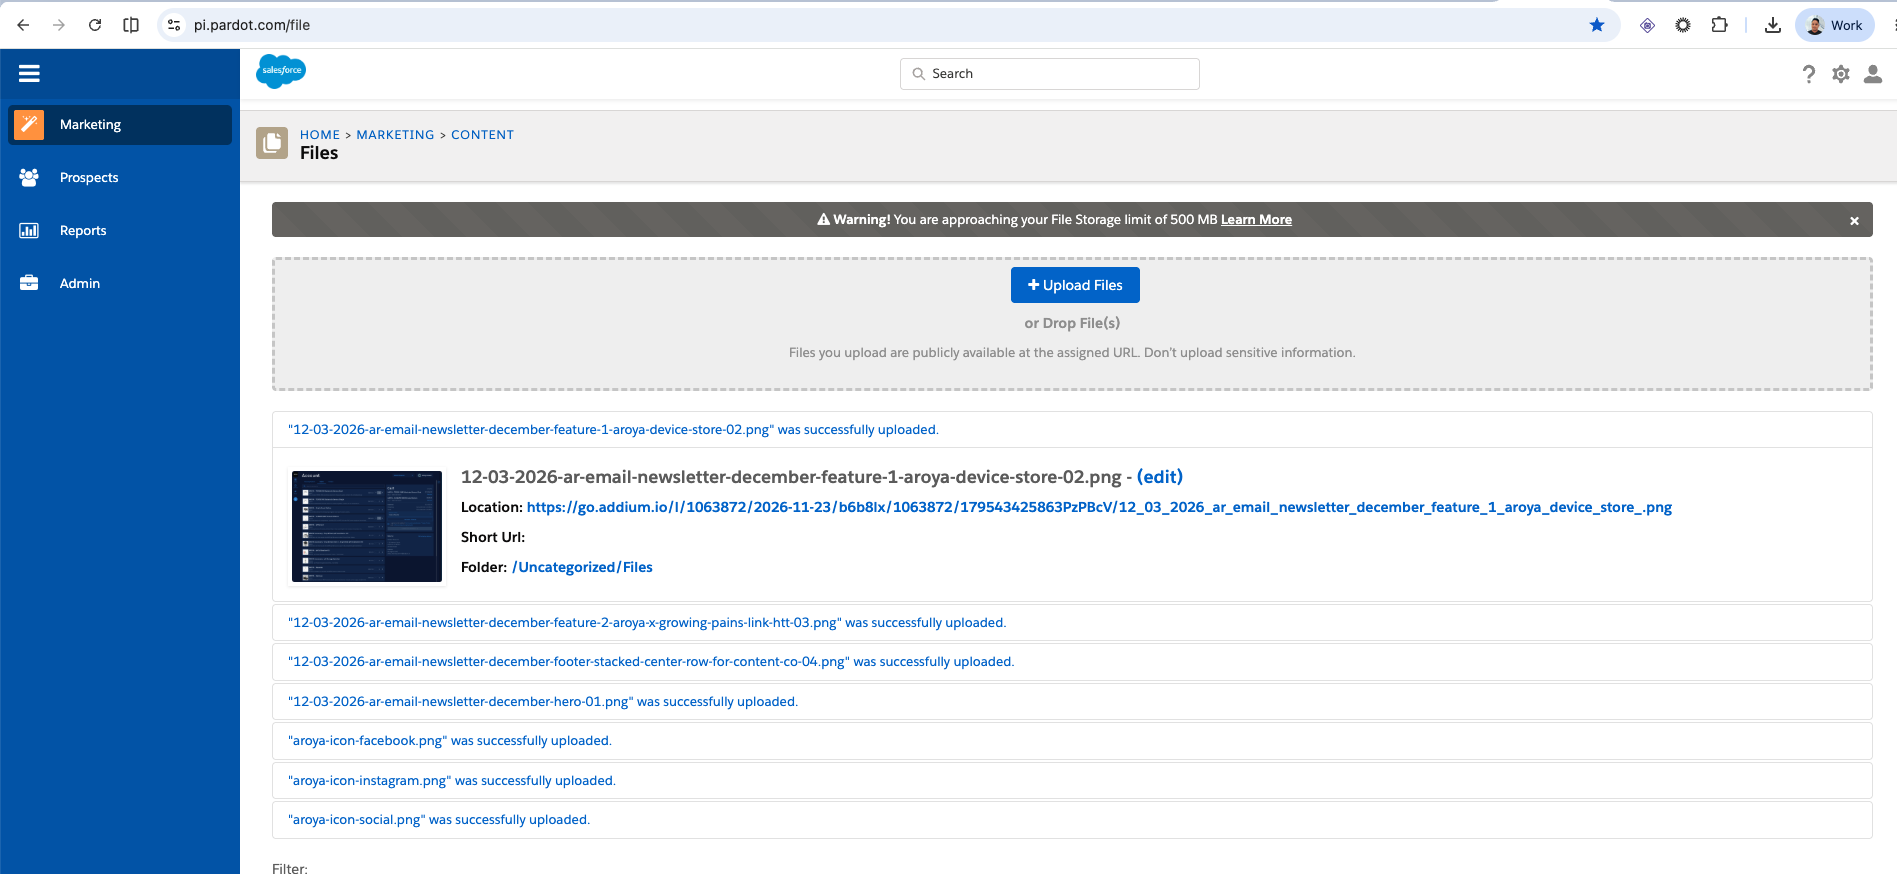 pi.pardot.com/file
Work
salesforce
Search
Marketing
Prospects
Reports
Admin
HOME > MARKETING > CONTENT
Files
Warning! You are approaching your File Storage limit of 500 MB Learn More
Upload Files
or Drop File(s)
Files you upload are publicly available at the assigned URL. Don't upload sensitive information.
"12-03-2026-ar-email-newsletter-december-feature-1-aroya-device-store-02.png" was successfully uploaded.
12-03-2026-ar-email-newsletter-december-feature-1-aroya-device-store-02.png - (edit)
Location: https://go.addium.io/l/1063872/2026-11-23/b6b8lx/1063872/179543425863PzPBcV/12_03_2026_ar_email_newsletter_december_feature_1_aroya_device_store_.png
Short Url:
Folder: /Uncategorized/Files
"12-03-2026-ar-email-newsletter-december-feature-2-aroya-x-growing-pains-link-htt-03.png" was successfully uploaded.
"12-03-2026-ar-email-newsletter-december-footer-stacked-center-row-for-content-co-04.png" was successfully uploaded.
"12-03-2026-ar-email-newsletter-december-hero-01.png" was successfully uploaded.
"aroya-icon-facebook.png" was successfully uploaded.
"aroya-icon-instagram.png" was successfully uploaded.
"aroya-icon-social.png" was successfully uploaded.
Filter: